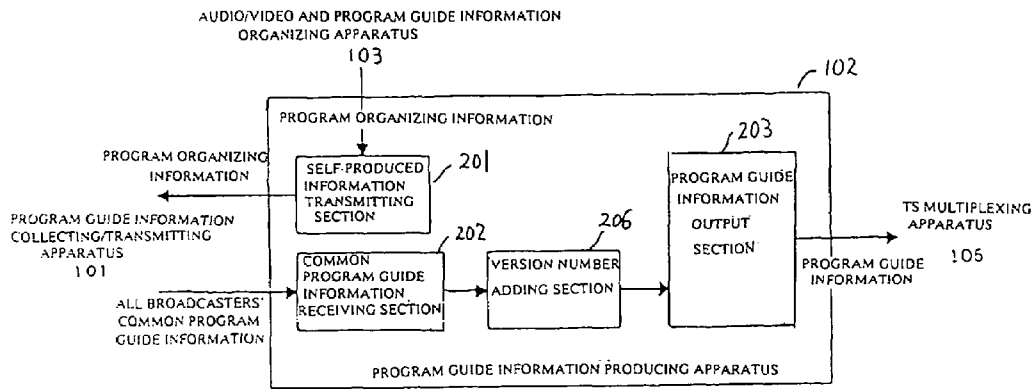 AUDIO/VIDEO AND PROGRAM GUIDE INFORMATION
ORGANIZING APPARATUS
103
102
PROGRAM ORGANIZING INFORMATION
203
PROGRAM ORGANIZING
INFORMATION
SELF-PRODUCED
INFORMATION
TRANSMITTING
SECTION
201
PROGRAM GUIDE
INFORMATION
OUTPUT
SECTION
PROGRAM GUIDE INFORMATION
COLLECTING/TRANSMITTING
APPARATUS
101
TS MULTIPLEXING
APPARATUS
105
202
206
COMMON
PROGRAM GUIDE
INFORMATION
RECEIVING SECTION
VERSION NUMBER
ADDING SECTION
PROGRAM GUIDE
INFORMATION
ALL BROADCASTERS'
COMMON PROGRAM
GUIDE INFORMATION
PROGRAM GUIDE INFORMATION PRODUCING APPARATUS